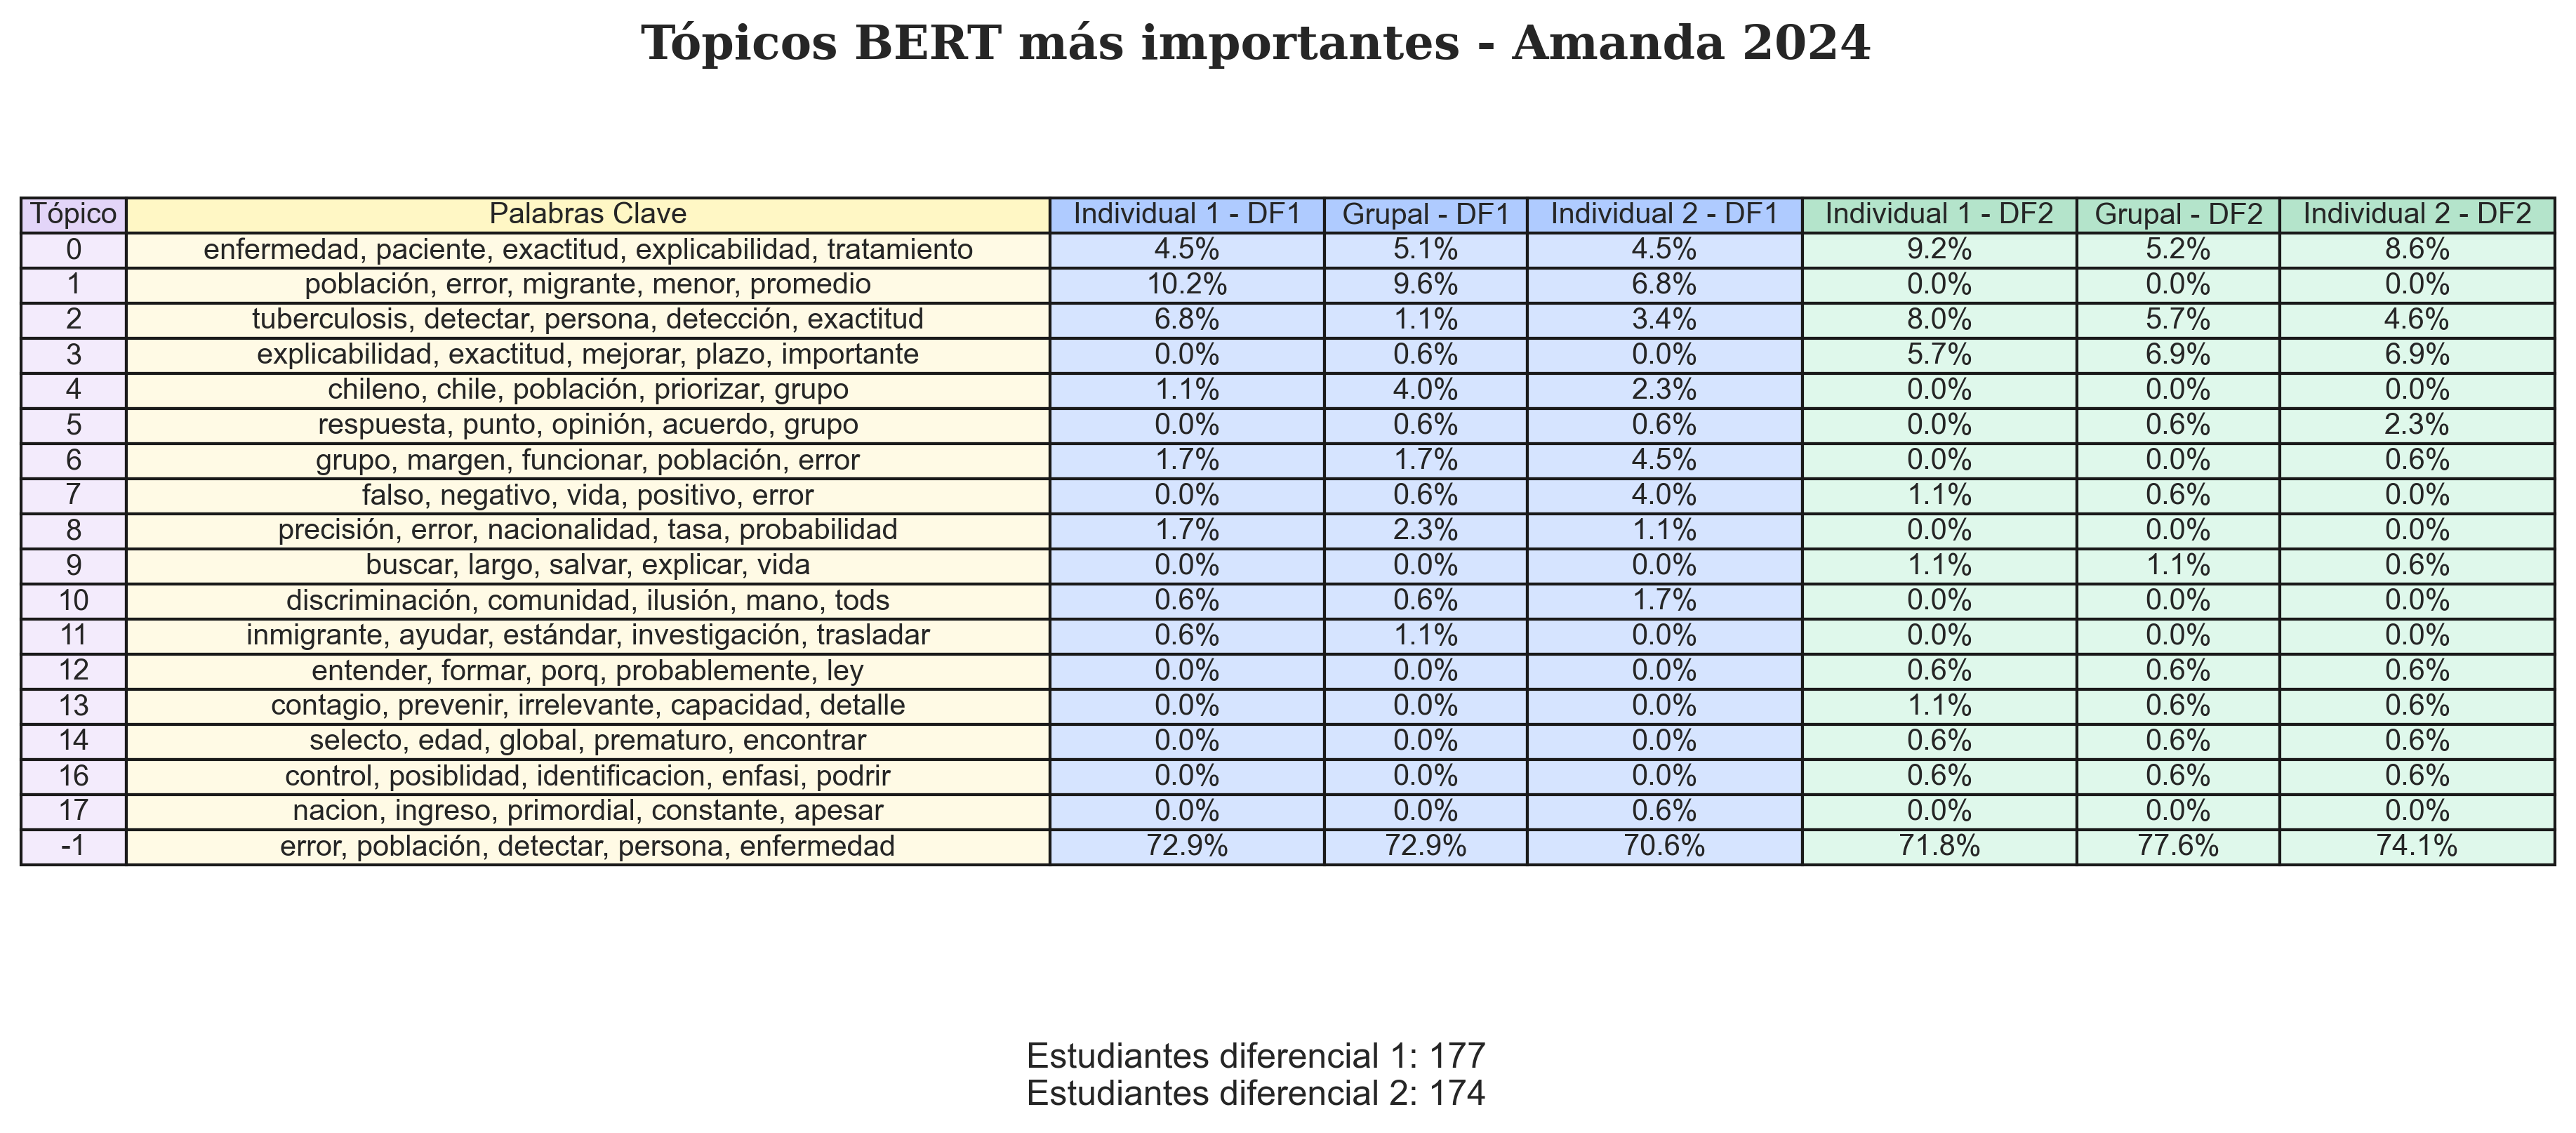 Tópicos BERT más importantes - Amanda 2024
Tópico Palabras Clave Individual 1 - DF1 Grupal - DF1 Individual 2 - DF1 Individual 1 - DF2 Grupal - DF2 Individual 2 - DF2
0 enfermedad, paciente, exactitud, explicabilidad, tratamiento 4.5% 5.1% 4.5% 9.2% 5.2% 8.6%
1 población, error, migrante, menor, promedio 10.2% 9.6% 6.8% 0.0% 0.0% 0.0%
2 tuberculosis, detectar, persona, detección, exactitud 6.8% 1.1% 3.4% 8.0% 5.7% 4.6%
3 explicabilidad, exactitud, mejorar, plazo, importante 0.0% 0.6% 0.0% 5.7% 6.9% 6.9%
4 chileno, chile, población, priorizar, grupo 1.1% 4.0% 2.3% 0.0% 0.0% 0.0%
5 respuesta, punto, opinión, acuerdo, grupo 0.0% 0.6% 0.6% 0.0% 0.6% 2.3%
6 grupo, margen, funcionar, población, error 1.7% 1.7% 4.5% 0.0% 0.0% 0.6%
7 falso, negativo, vida, positivo, error 0.0% 0.6% 4.0% 1.1% 0.6% 0.0%
8 precisión, error, nacionalidad, tasa, probabilidad 1.7% 2.3% 1.1% 0.0% 0.0% 0.0%
9 buscar, largo, salvar, explicar, vida 0.0% 0.0% 0.0% 1.1% 1.1% 0.6%
10 discriminación, comunidad, ilusión, mano, tods 0.6% 0.6% 1.7% 0.0% 0.0% 0.0%
11 inmigrante, ayudar, estándar, investigación, trasladar 0.6% 1.1% 0.0% 0.0% 0.0% 0.0%
12 entender, formar, porq, probablemente, ley 0.0% 0.0% 0.0% 0.6% 0.6% 0.6%
13 contagio, prevenir, irrelevante, capacidad, detalle 0.0% 0.0% 0.0% 1.1% 0.6% 0.6%
14 selecto, edad, global, prematuro, encontrar 0.0% 0.0% 0.0% 0.6% 0.6% 0.6%
16 control, posiblidad, identificacion, enfasi, podrir 0.0% 0.0% 0.0% 0.6% 0.6% 0.6%
17 nacion, ingreso, primordial, constante, apesar 0.0% 0.0% 0.6% 0.0% 0.0% 0.0%
-1 error, población, detectar, persona, enfermedad 72.9% 72.9% 70.6% 71.8% 77.6% 74.1%
Estudiantes diferencial 1: 177
Estudiantes diferencial 2: 174